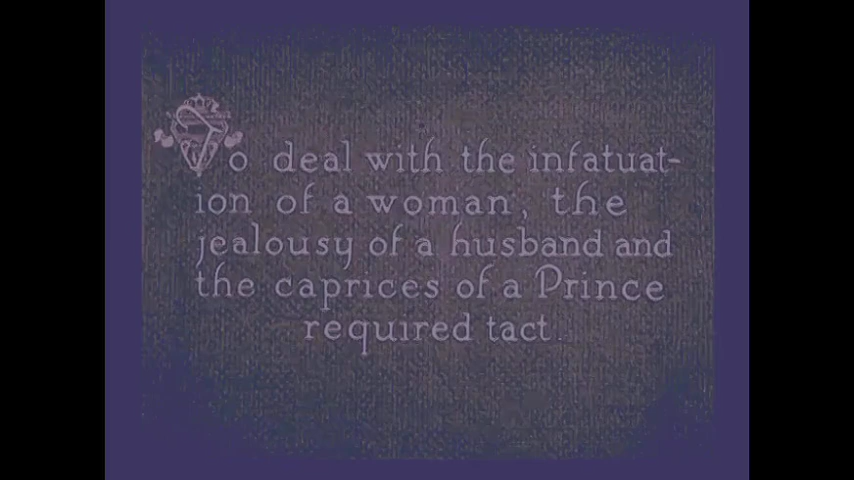 To deal with the infatuat-
ion of a woman, the
jealousy of a husband and
the caprices of a Prince
required tact.